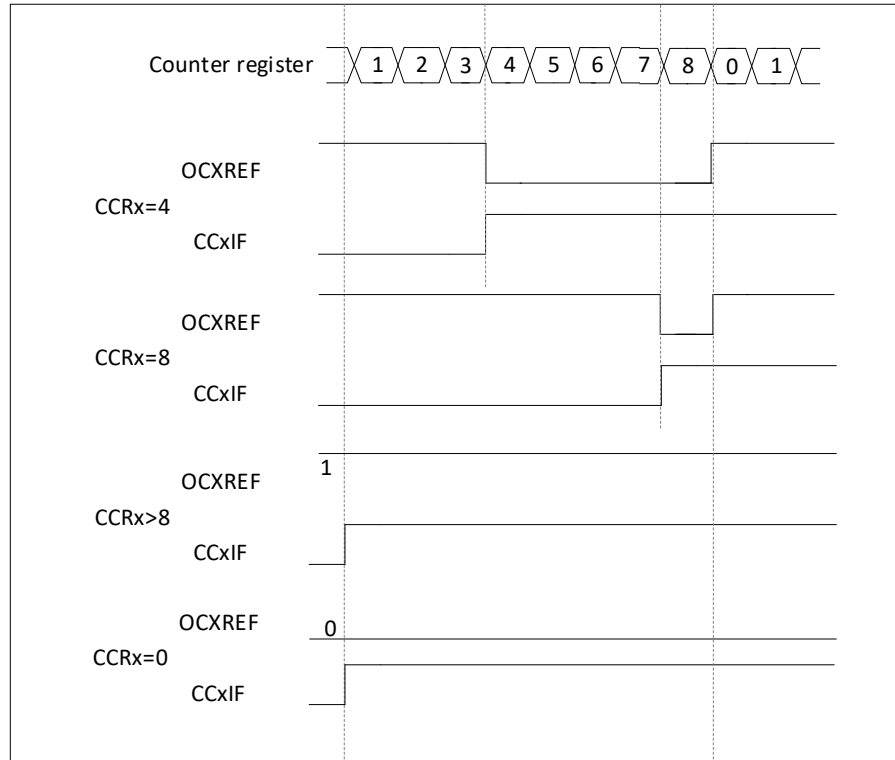 Counter register 1 2 3 4 5 6 7 8 0 1
OCXREF
CCRx=4
CCxIF
OCXREF
CCRx=8
CCxIF
1
OCXREF
CCRx>8
CCxIF
OCXREF 0
CCRx=0
CCxIF